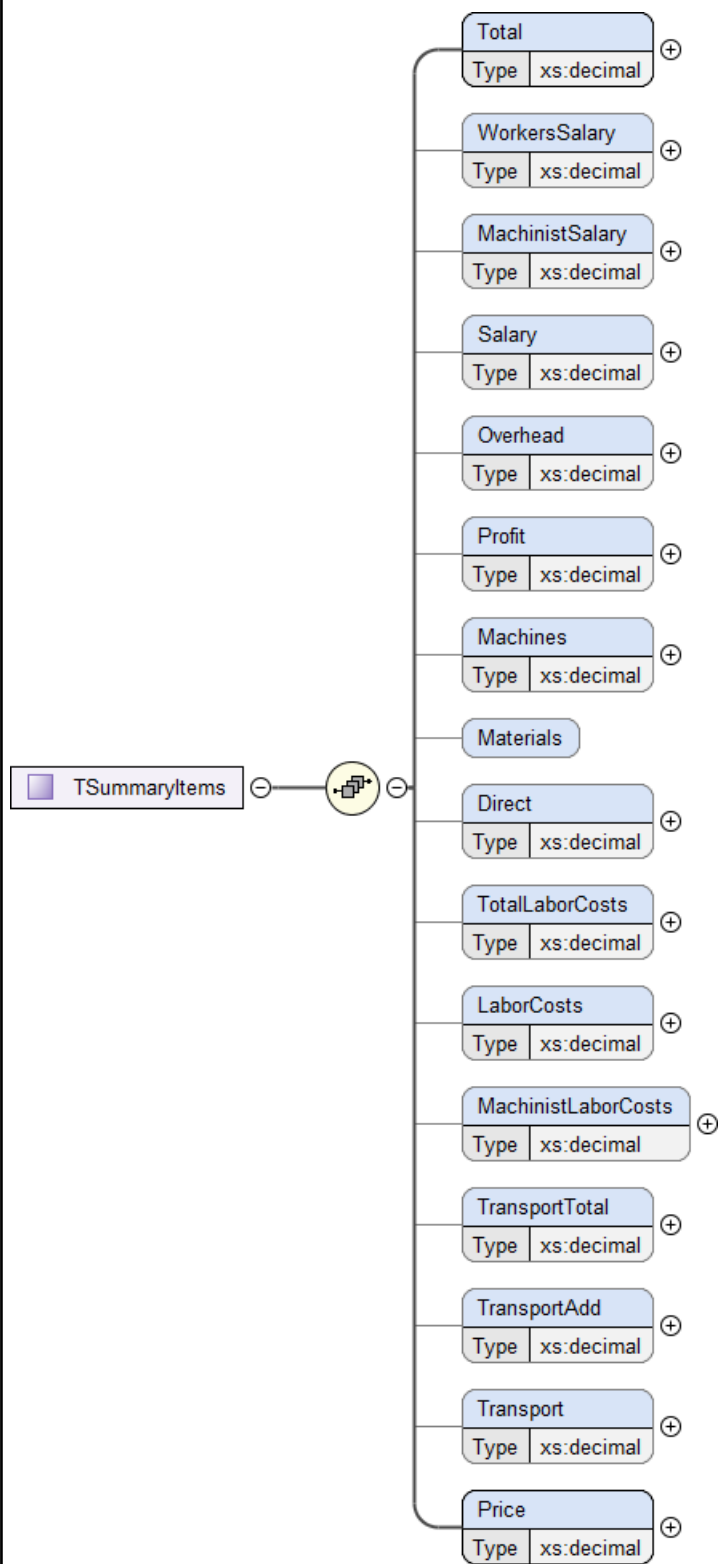 Total
Type xs:decimal
WorkersSalary
Type xs:decimal
MachinistSalary
Type xs:decimal
Salary
Type xs:decimal
Overhead
Type xs:decimal
Profit
Type xs:decimal
Machines
Type xs:decimal
Materials
TSummaryItems
Direct
Type xs:decimal
TotalLaborCosts
Type xs:decimal
LaborCosts
Type xs:decimal
MachinistLaborCosts
Type xs:decimal
TransportTotal
Type xs:decimal
TransportAdd
Type xs:decimal
Transport
Type xs:decimal
Price
Type xs:decimal